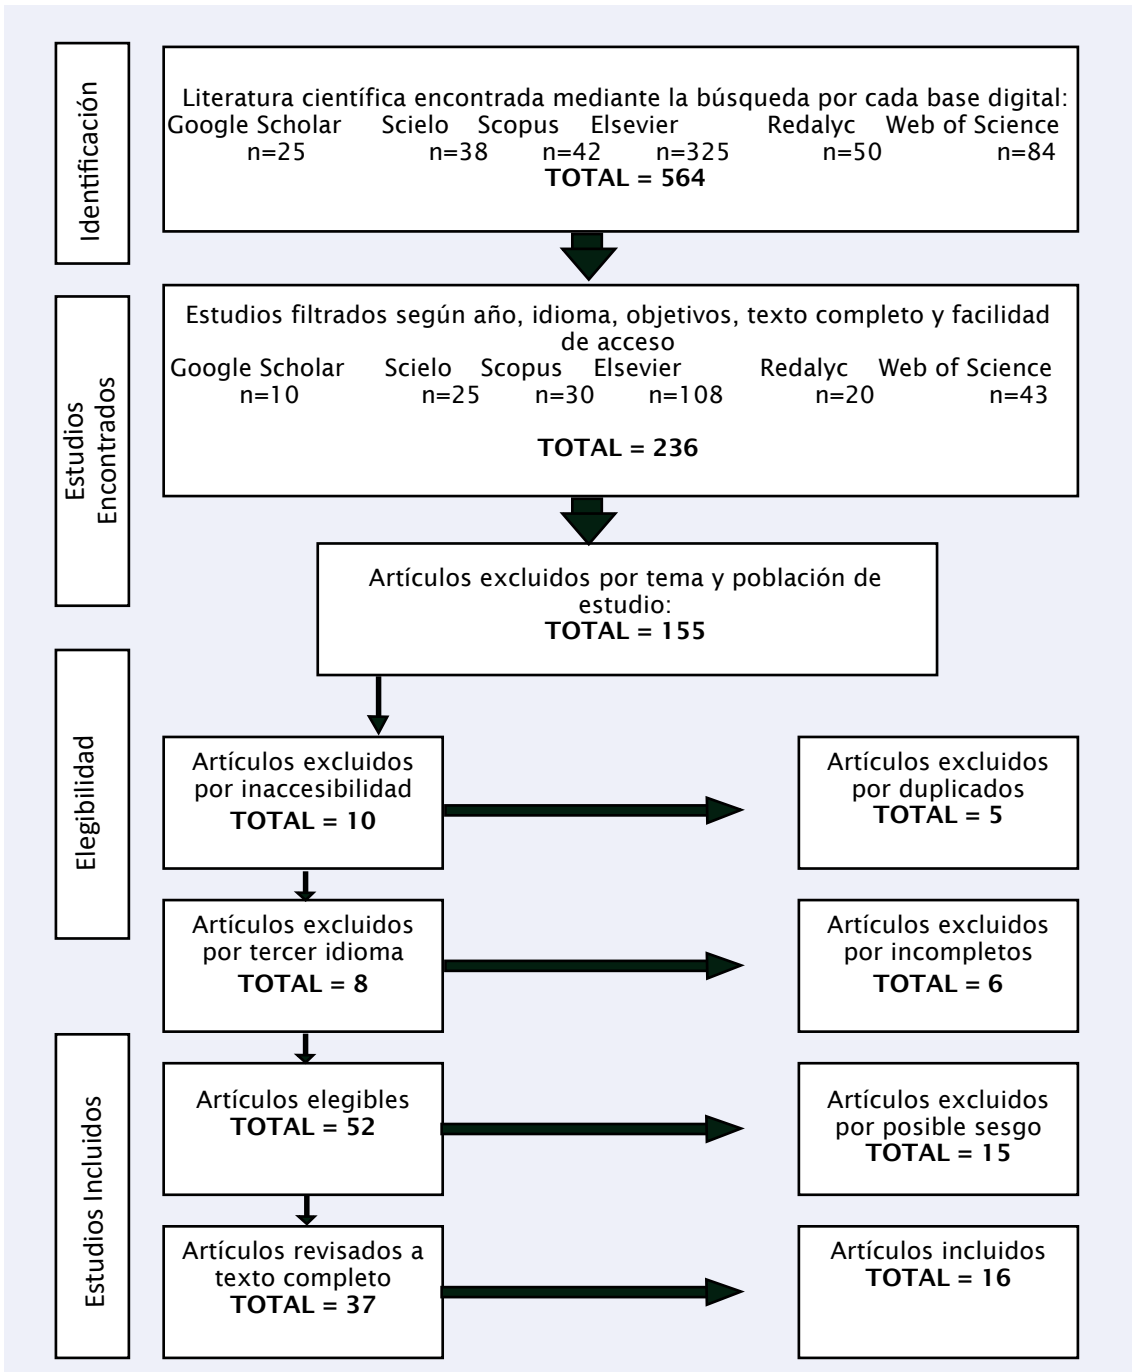 Identificación
Literatura científica encontrada mediante la búsqueda por cada base digital:
Google Scholar Scielo Scopus Elsevier Redalyc Web of Science
n=25 n=38 n=42 n=325 n=50 n=84
TOTAL = 564
Estudios
Encontrados
Estudios filtrados según año, idioma, objetivos, texto completo y facilidad
de acceso
Google Scholar Scielo Scopus Elsevier Redalyc Web of Science
n=10 n=25 n=30 n=108 n=20 n=43
TOTAL = 236
Artículos excluidos por tema y población de
estudio:
TOTAL = 155
Elegibilidad
Artículos excluidos
por inaccesibilidad
TOTAL = 10
Artículos excluidos
por duplicados
TOTAL = 5
Artículos excluidos
por tercer idioma
TOTAL = 8
Artículos excluidos
por incompletos
TOTAL = 6
Estudios Incluidos
Artículos elegibles
TOTAL = 52
Artículos excluidos
por posible sesgo
TOTAL = 15
Artículos revisados a
texto completo
TOTAL = 37
Artículos incluidos
TOTAL = 16